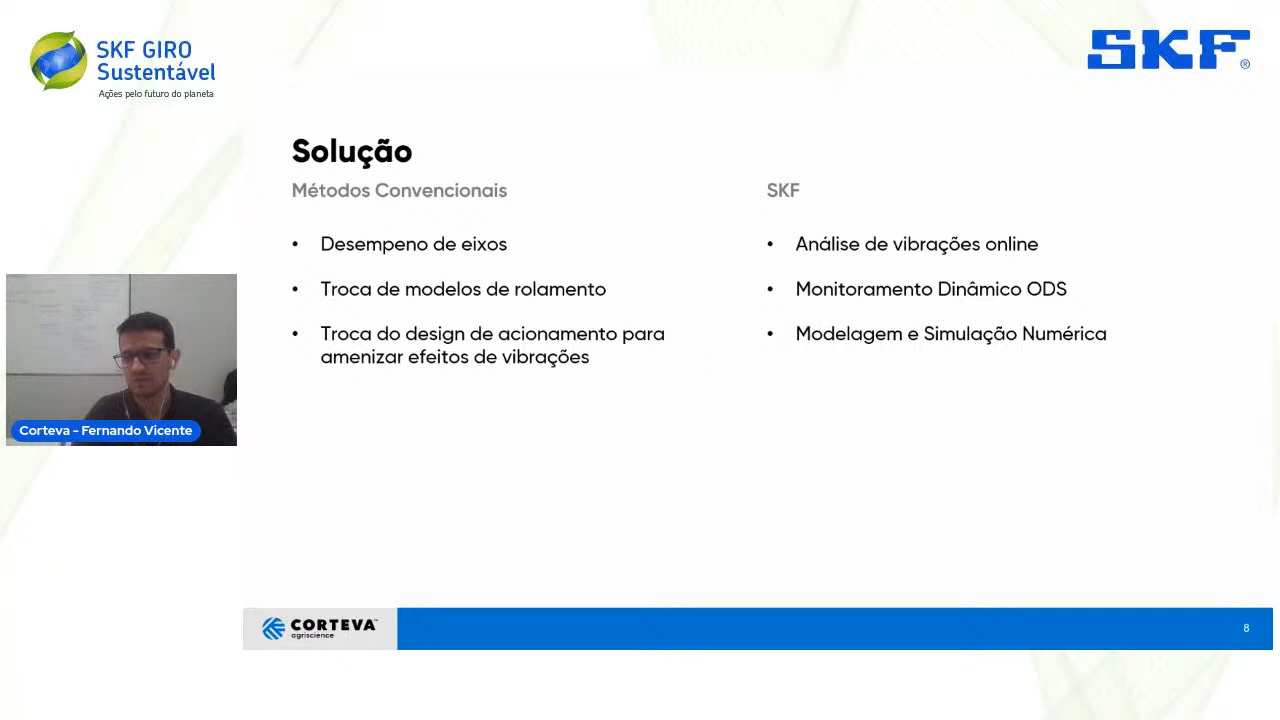 SKF GIRO
Sustentável
Ações pelo futuro do planeta
SKF®
Solução
Métodos Convencionais
• Desempeno de eixos
• Troca de modelos de rolamento
• Troca do design de acionamento para
amenizar efeitos de vibrações
SKF
• Análise de vibrações online
• Monitoramento Dinâmico ODS
• Modelagem e Simulação Numérica
Corteva - Fernando Vicente
CORTEVA™
agriscience
8